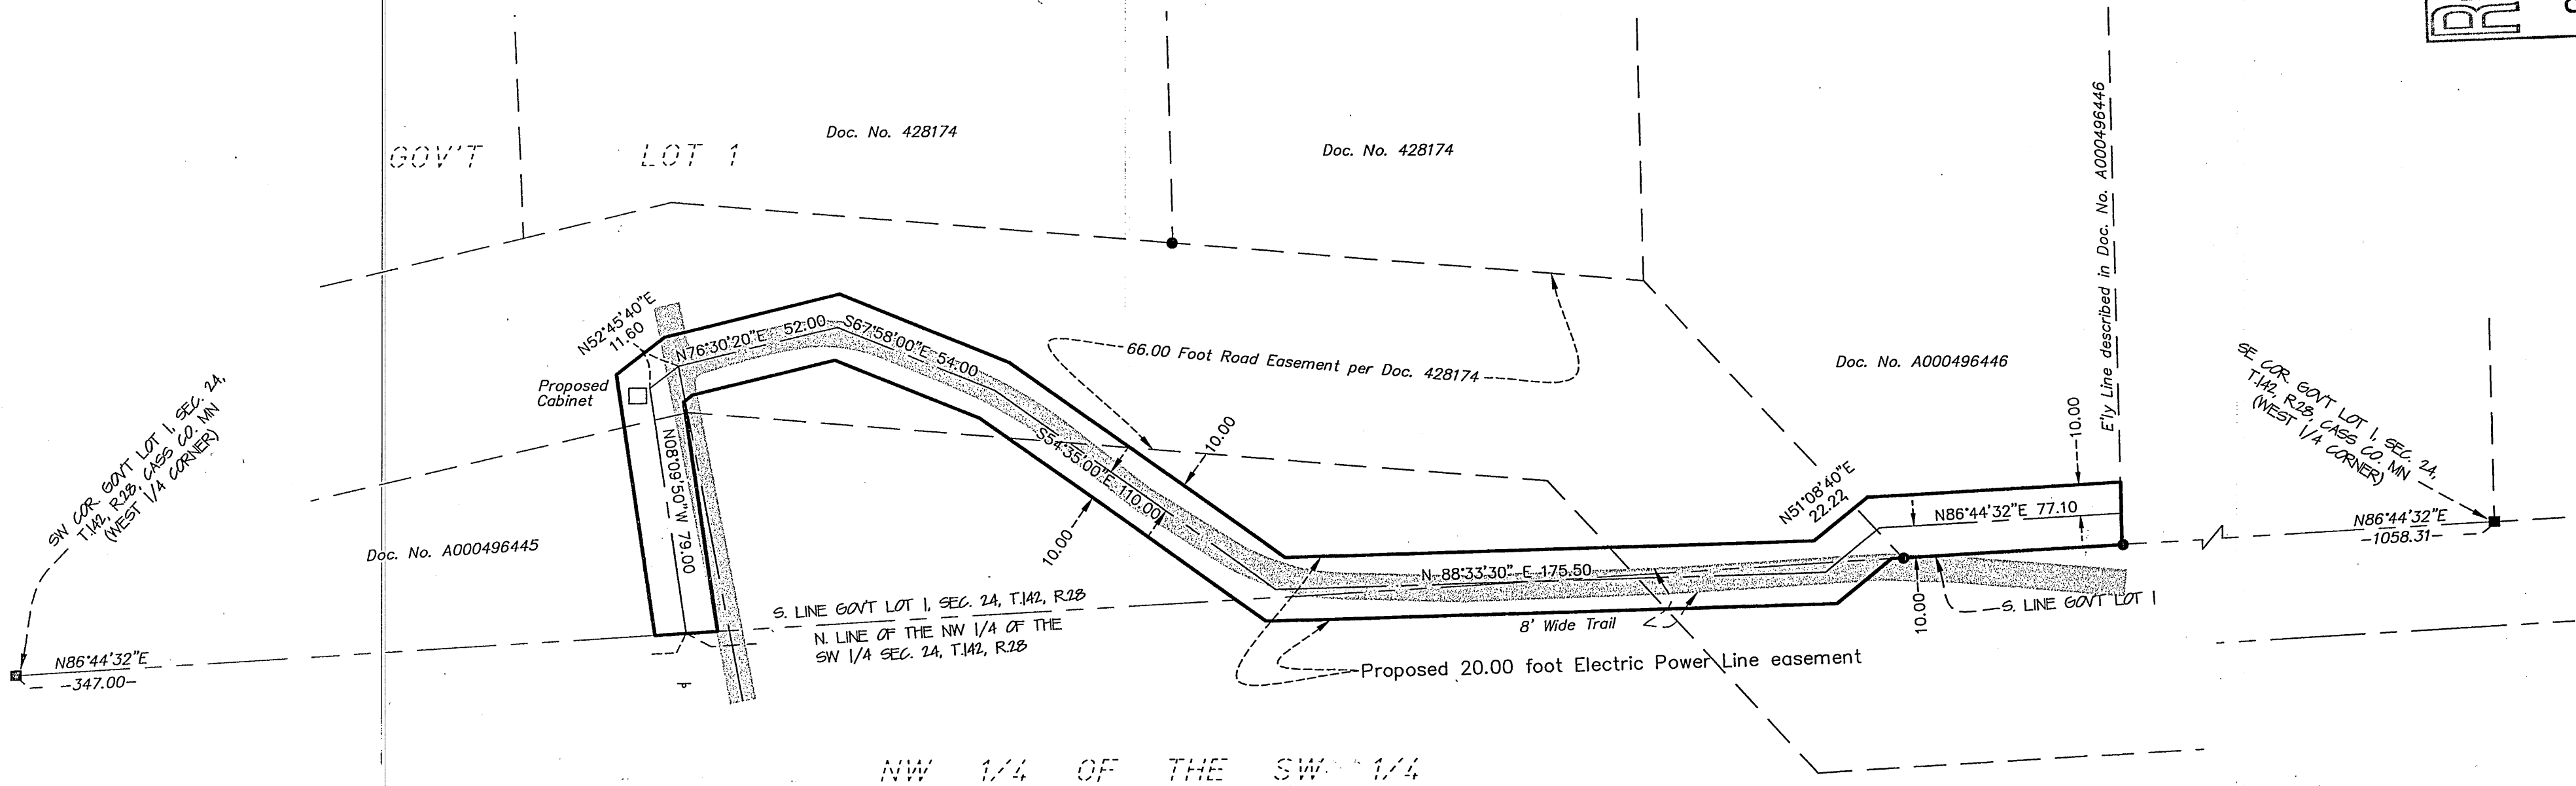 GOV'T LOT 1
Doc. No. 428174
Doc. No. 428174
E'ly Line described in Doc. No. A000496446
N52°45'40"E
11.60
N76°30'20"E 52.00
S67°58'00"E 54.00
66.00 Foot Road Easement per Doc. 428174
Doc. No. A000496446
SW COR. GOV'T LOT 1, SEC. 24,
T.142, R.28, CASS CO. MN
(WEST 1/4 CORNER)
Proposed
Cabinet
N08°09'50"W 79.00
S54°35'00"E 110.00
10.00
10.00
N51°08'40"E
22.22
10.00
N86°44'32"E 77.10
SE COR. GOV'T LOT 1, SEC. 24,
T.142, R.28, CASS CO. MN
(WEST 1/4 CORNER)
N86°44'32"E
-1058.31-
Doc. No. A000496445
N 88°33'30" E 175.50
S. LINE GOV'T LOT 1, SEC. 24, T.142, R.28
N. LINE OF THE NW 1/4 OF THE
SW 1/4 SEC. 24, T.142, R.28
8' Wide Trail
10.00
S. LINE GOV'T LOT 1
N86°44'32"E
-347.00-
Proposed 20.00 foot Electric Power Line easement
NW 1/4 OF THE SW 1/4